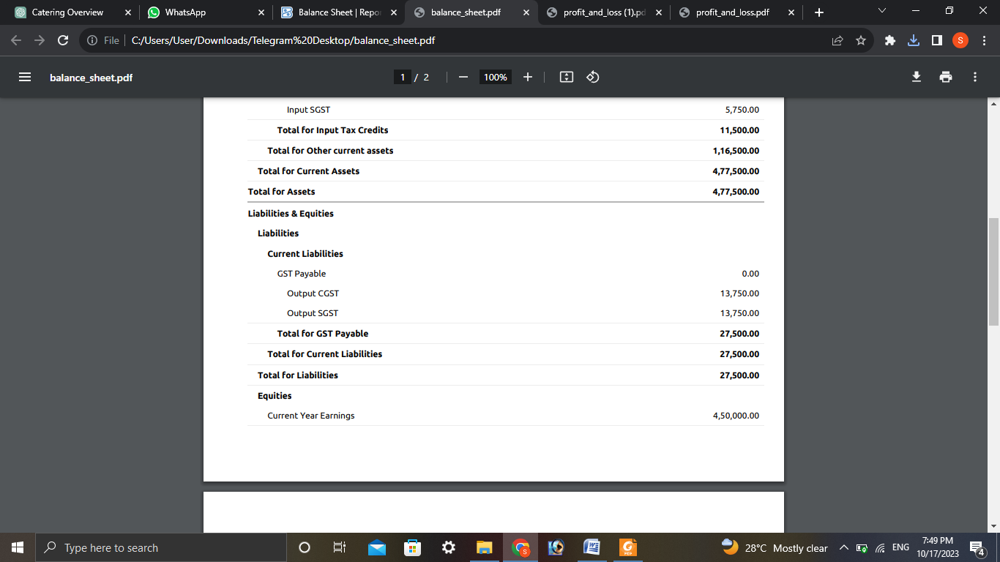 Catering Overview
WhatsApp
Balance Sheet | Repor
balance_sheet.pdf
profit_and_loss (1).pd
profit_and_loss.pdf
File C:/Users/User/Downloads/Telegram%20Desktop/balance_sheet.pdf
S
balance_sheet.pdf
1 / 2
100%
Input SGST 5,750.00
Total for Input Tax Credits 11,500.00
Total for Other current assets 1,16,500.00
Total for Current Assets 4,77,500.00
Total for Assets 4,77,500.00
Liabilities & Equities
Liabilities
Current Liabilities
GST Payable 0.00
Output CGST 13,750.00
Output SGST 13,750.00
Total for GST Payable 27,500.00
Total for Current Liabilities 27,500.00
Total for Liabilities 27,500.00
Equities
Current Year Earnings 4,50,000.00
Type here to search
28°C Mostly clear
ENG
7:49 PM
10/17/2023
4